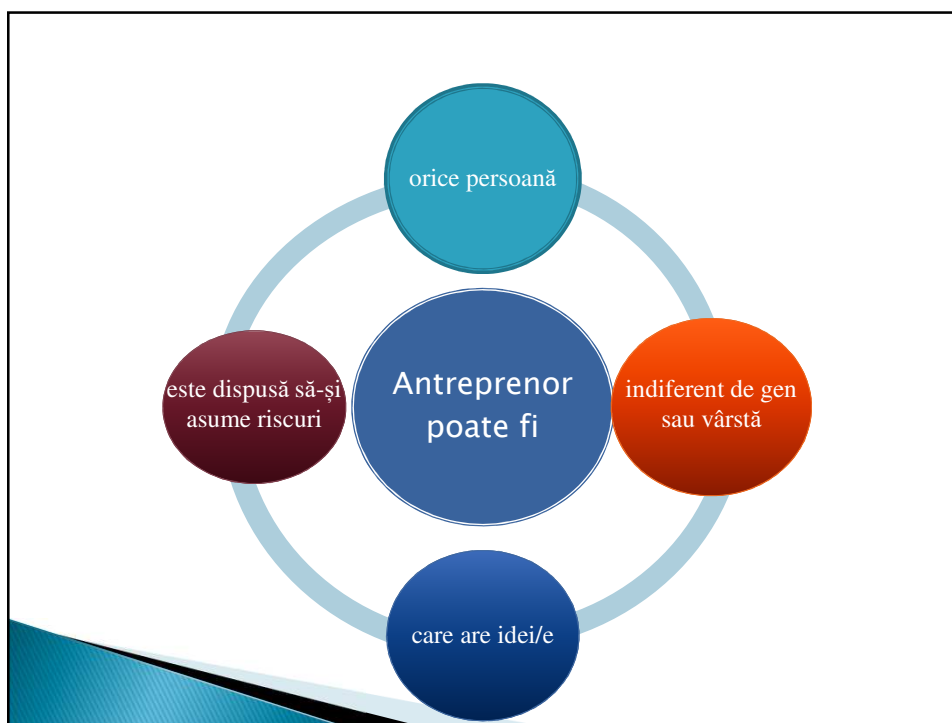 orice persoană
Antreprenor
poate fi
indiferent de gen
sau vârstă
care are idei/e
este dispusă să-și
asume riscuri